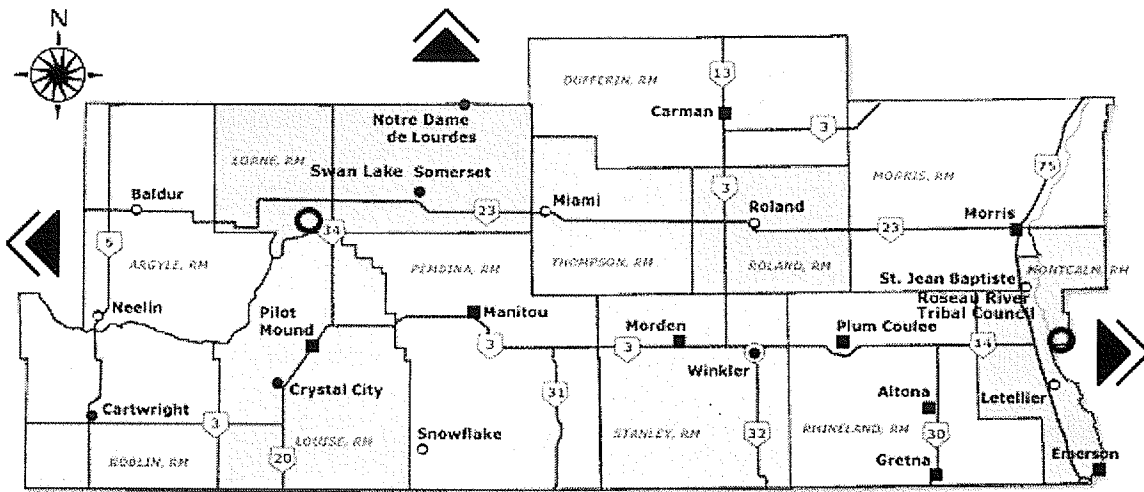 N
DUFFERIN, RM
13
Carman
3
Notre Dame
de Lourdes
LORNE, RM
Swan Lake
Somerset
75
MORRIS, RM
3
Baldur
23
Miami
Roland
23
Morris
34
5
ARGYLE, RM
PEMBINA, RM
THOMPSON, RM
ROLAND, RM
MONTCALM, RM
St. Jean Baptiste
Roseau River
Tribal Council
Neelin
Pilot
Mound
Manitou
Morden
Plum Coulee
3
3
14
Winkler
Crystal City
31
Altona
Letellier
Cartwright
3
LOUISE, RM
Snowflake
STANLEY, RM
32
RHINELAND, RM
30
ROBLIN, RM
20
Gretna
Emerson